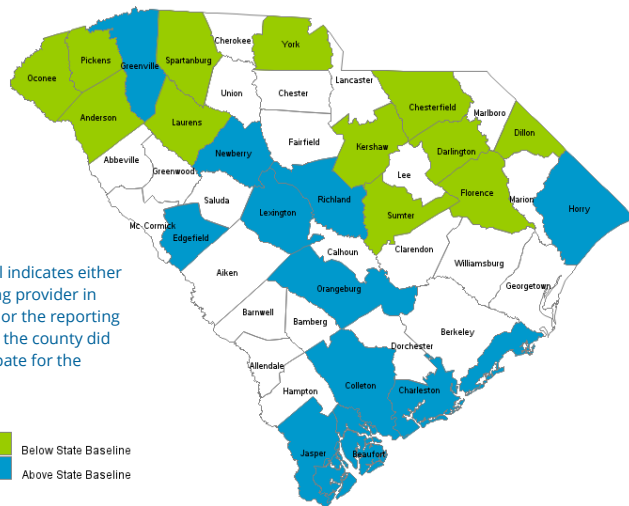 Cherokee
York
Spartanburg
Pickens
Greenville
Oconee
Lancaster
Union
Chester
Chesterfield
Marlboro
Anderson
Laurens
Dillon
Fairfield
Kershaw
Darlington
Newberry
Abbeville
Greenwood
Lee
Florence
Marion
Horry
Saluda
Richland
Lexington
Sumter
Mc Cormick
Edgefield
Clarendon
Calhoun
Williamsburg
Aiken
Georgetown
Orangeburg
Barnwell
Bamberg
Berkeley
Dorchester
Allendale
Colleton
Charleston
Hampton
Jasper
Beaufort
indicates either
provider in
or the reporting
the county did
for the
Below State Baseline
Above State Baseline